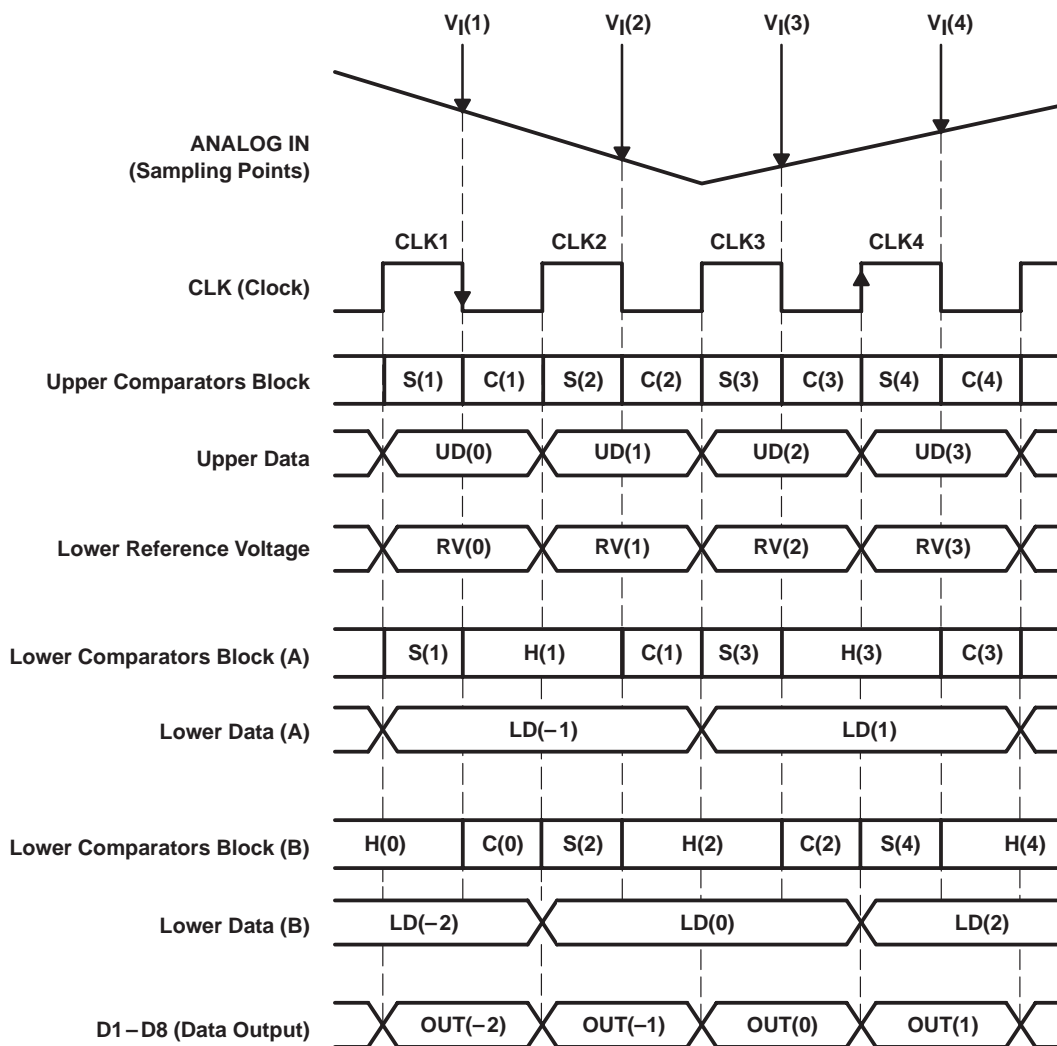 VI(1) VI(2) VI(3) VI(4)
ANALOG IN
(Sampling Points)
CLK1 CLK2 CLK3 CLK4
CLK (Clock)
Upper Comparators Block S(1) C(1) S(2) C(2) S(3) C(3) S(4) C(4)
Upper Data UD(0) UD(1) UD(2) UD(3)
Lower Reference Voltage RV(0) RV(1) RV(2) RV(3)
Lower Comparators Block (A) S(1) H(1) C(1) S(3) H(3) C(3)
Lower Data (A) LD(−1) LD(1)
Lower Comparators Block (B) H(0) C(0) S(2) H(2) C(2) S(4) H(4)
Lower Data (B) LD(−2) LD(0) LD(2)
D1−D8 (Data Output) OUT(−2) OUT(−1) OUT(0) OUT(1)